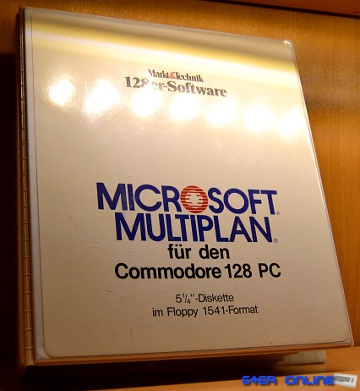 Markt&Technik
128er-Software
MICROSOFT®
MULTIPLAN®
für den
Commodore 128 PC
5¼"-Diskette
im Floppy 1541-Format
64ER ONLINE